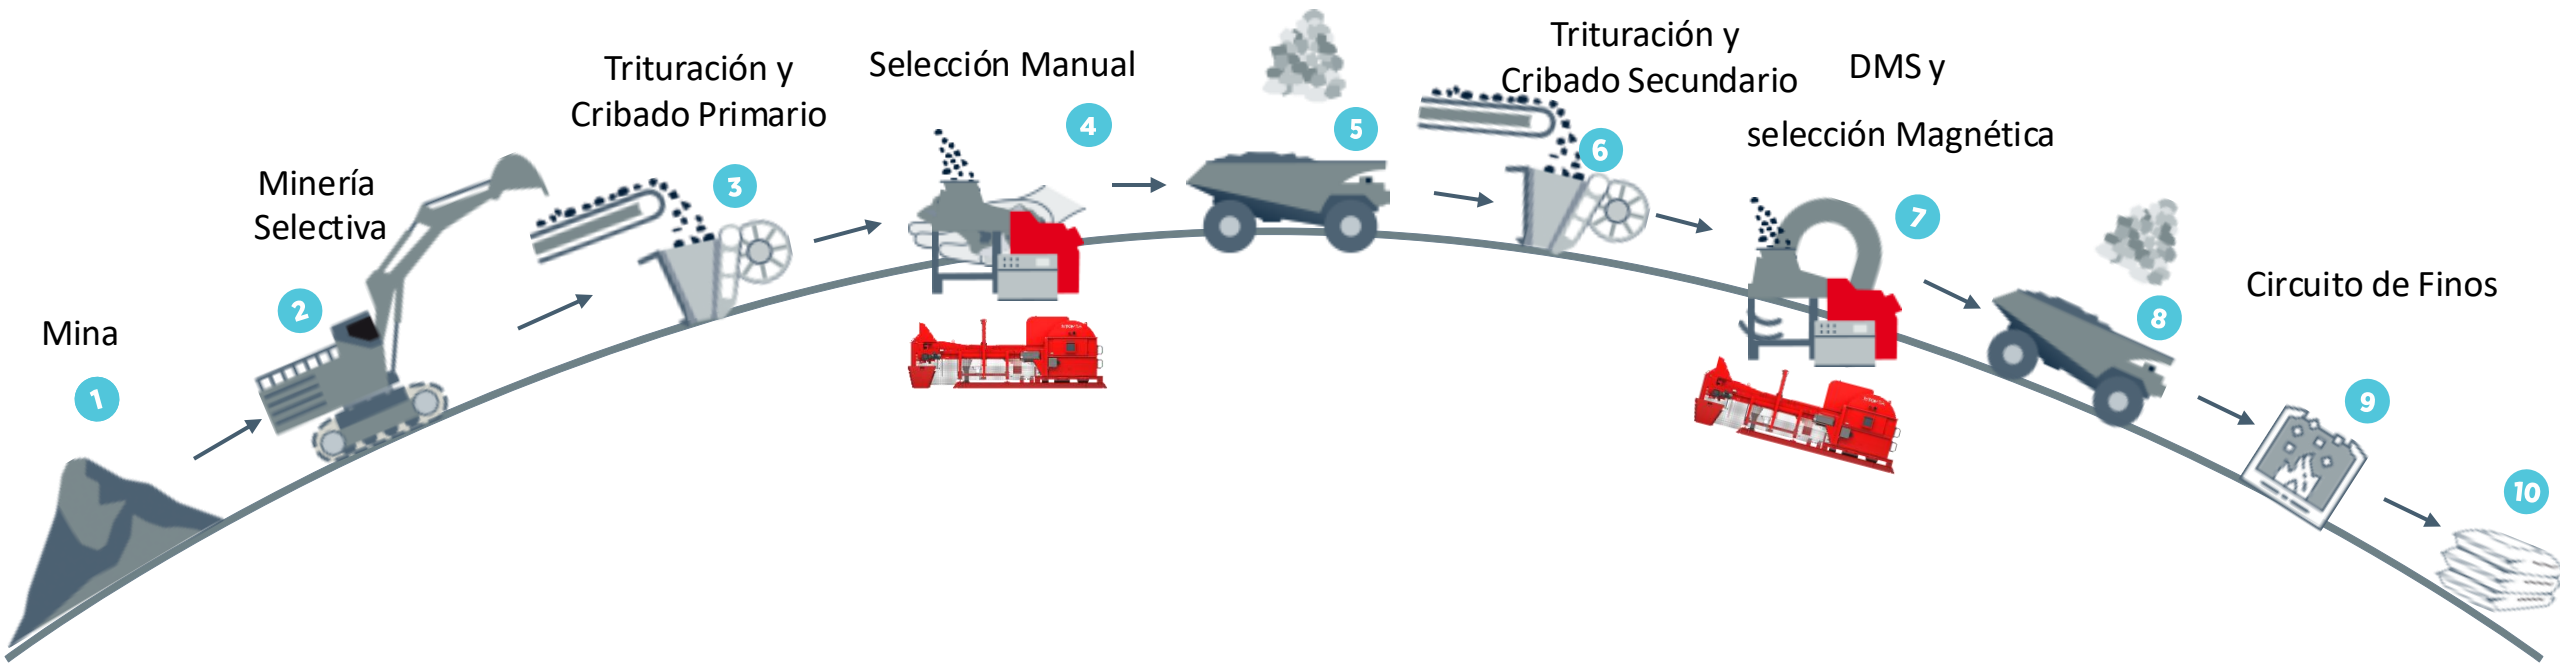 Mina
1
Minería
Selectiva
2
Trituración y
Cribado Primario
3
Selección Manual
4
5
Trituración y
Cribado Secundario
6
DMS y
selección Magnética
7
8
Circuito de Finos
9
10